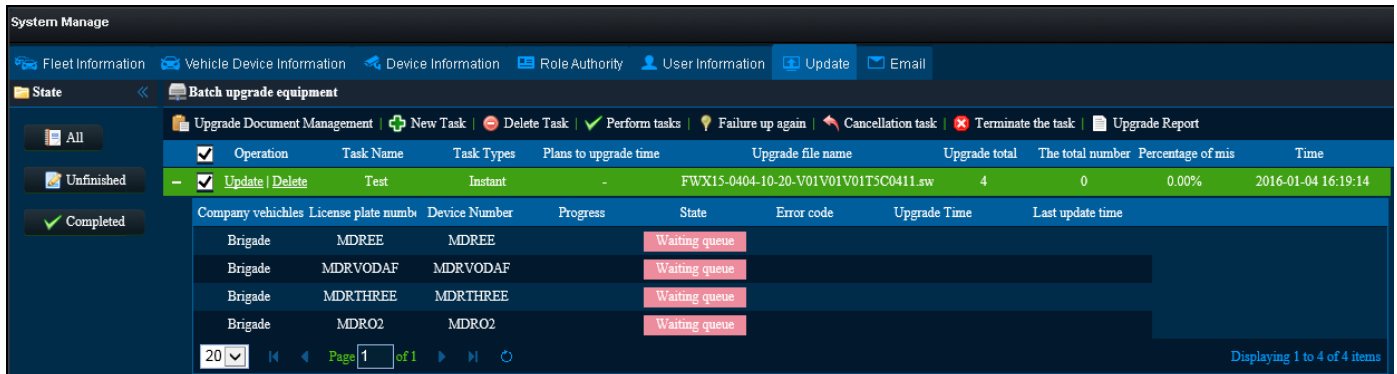 System Manage
Fleet Information Vehicle Device Information Device Information Role Authority User Information Update Email
State Batch upgrade equipment
Upgrade Document Management | New Task | Delete Task | Perform tasks | Failure up again | Cancellation task | Terminate the task | Upgrade Report
All
Operation Task Name Task Types Plans to upgrade time Upgrade file name Upgrade total The total number Percentage of mis Time
Unfinished
Update | Delete Test Instant - FWX15-0404-10-20-V01V01V01T5C0411.sw 4 0 0.00% 2016-01-04 16:19:14
Completed
Company vehichles License plate numb Device Number Progress State Error code Upgrade Time Last update time
Brigade MDREE MDREE Waiting queue
Brigade MDRVODAF MDRVODAF Waiting queue
Brigade MDRTHREE MDRTHREE Waiting queue
Brigade MDRO2 MDRO2 Waiting queue
20 Page 1 of 1 Displaying 1 to 4 of 4 items